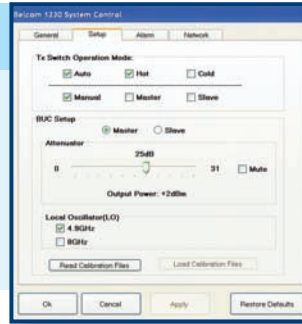 Belcom 1230 System Control
General Setup Alarm Network
Tx Switch Operation Mode:
Auto Hot Cold
Manual Master Slave
BUC Setup
Master Slave
Attenuator
25dB
0 31 Mute
Output Power: +2dBm
Local Oscillator(LO)
4.9GHz
8GHz
Read Calibration Files Load Calibration Files
Ok Cancel Apply Restore Defaults